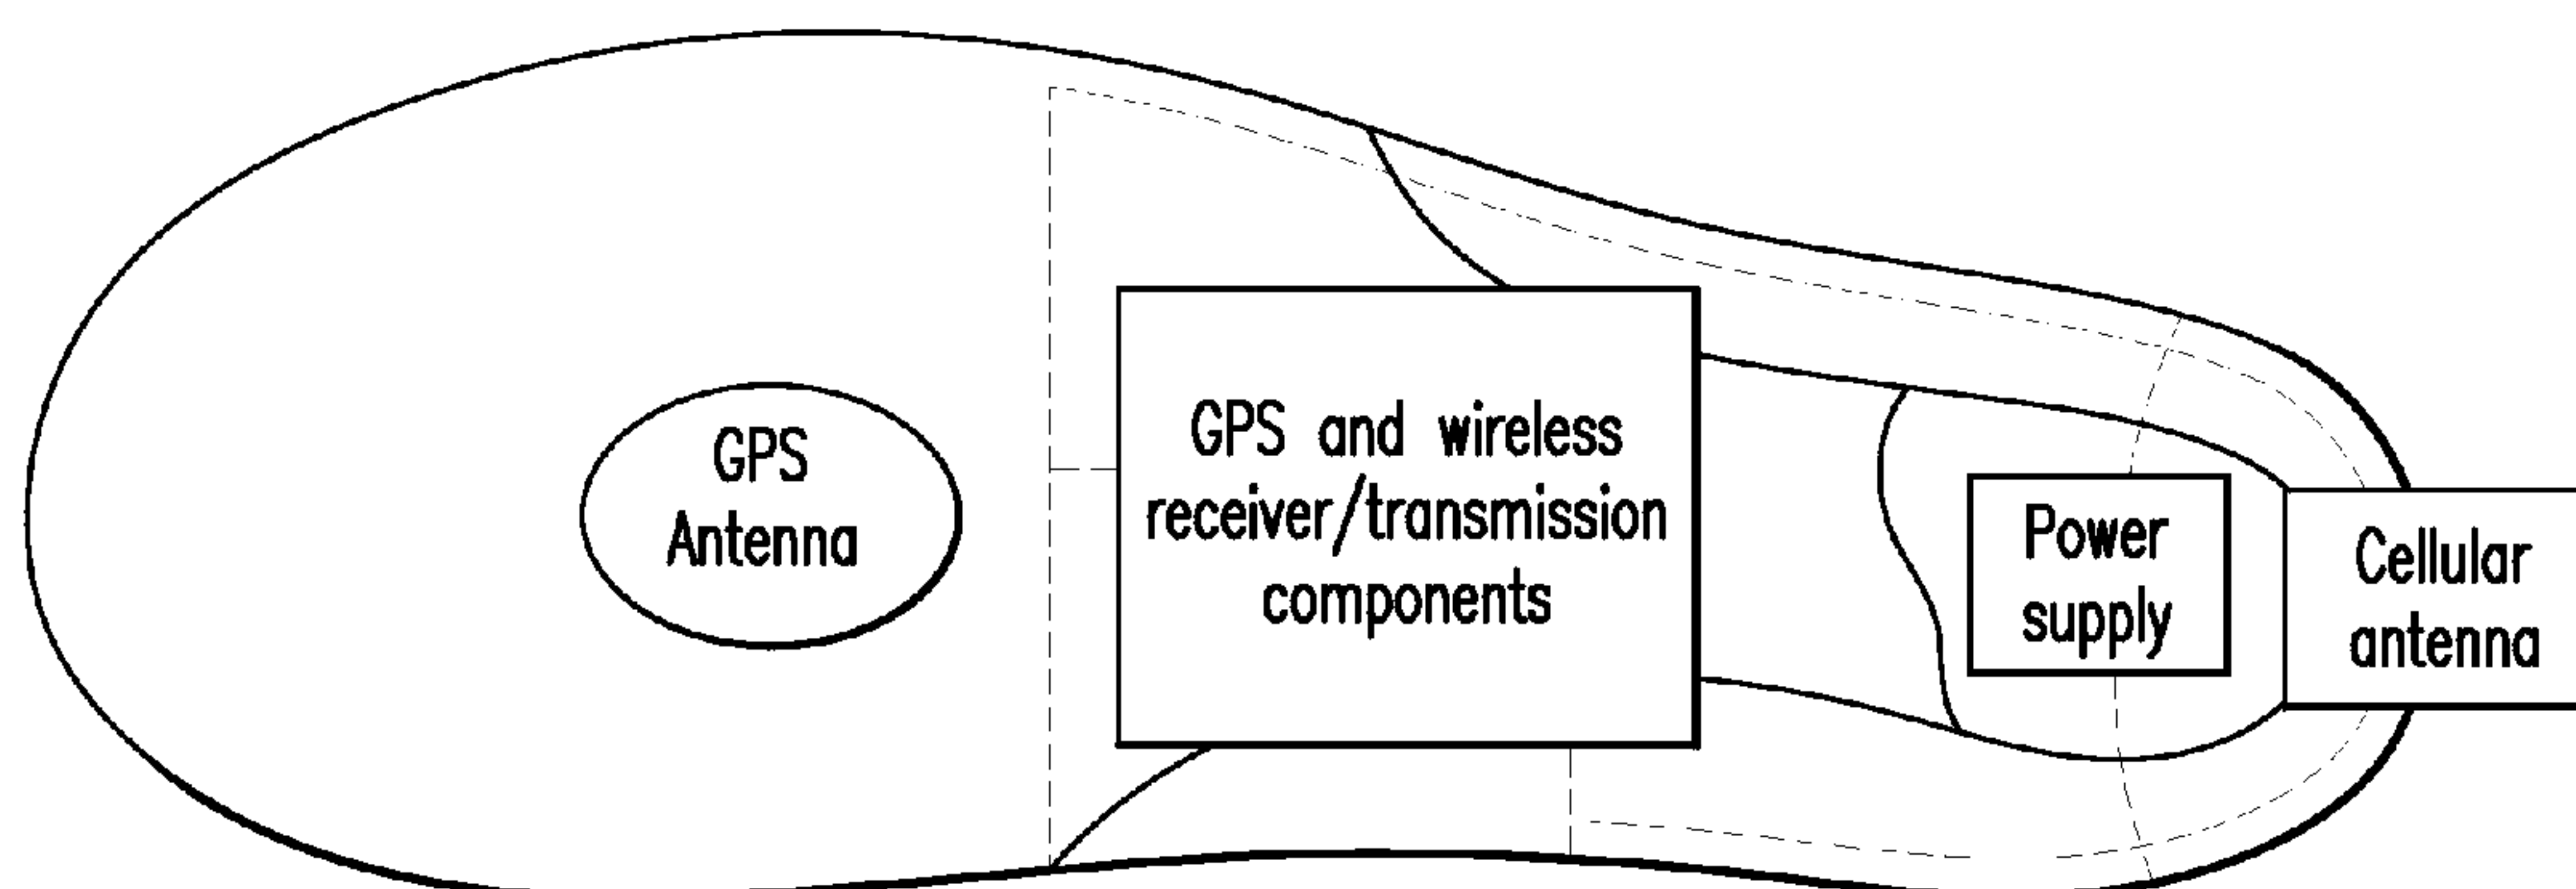 GPS
Antenna
GPS and wireless
receiver/transmission
components
Power
supply
Cellular
antenna